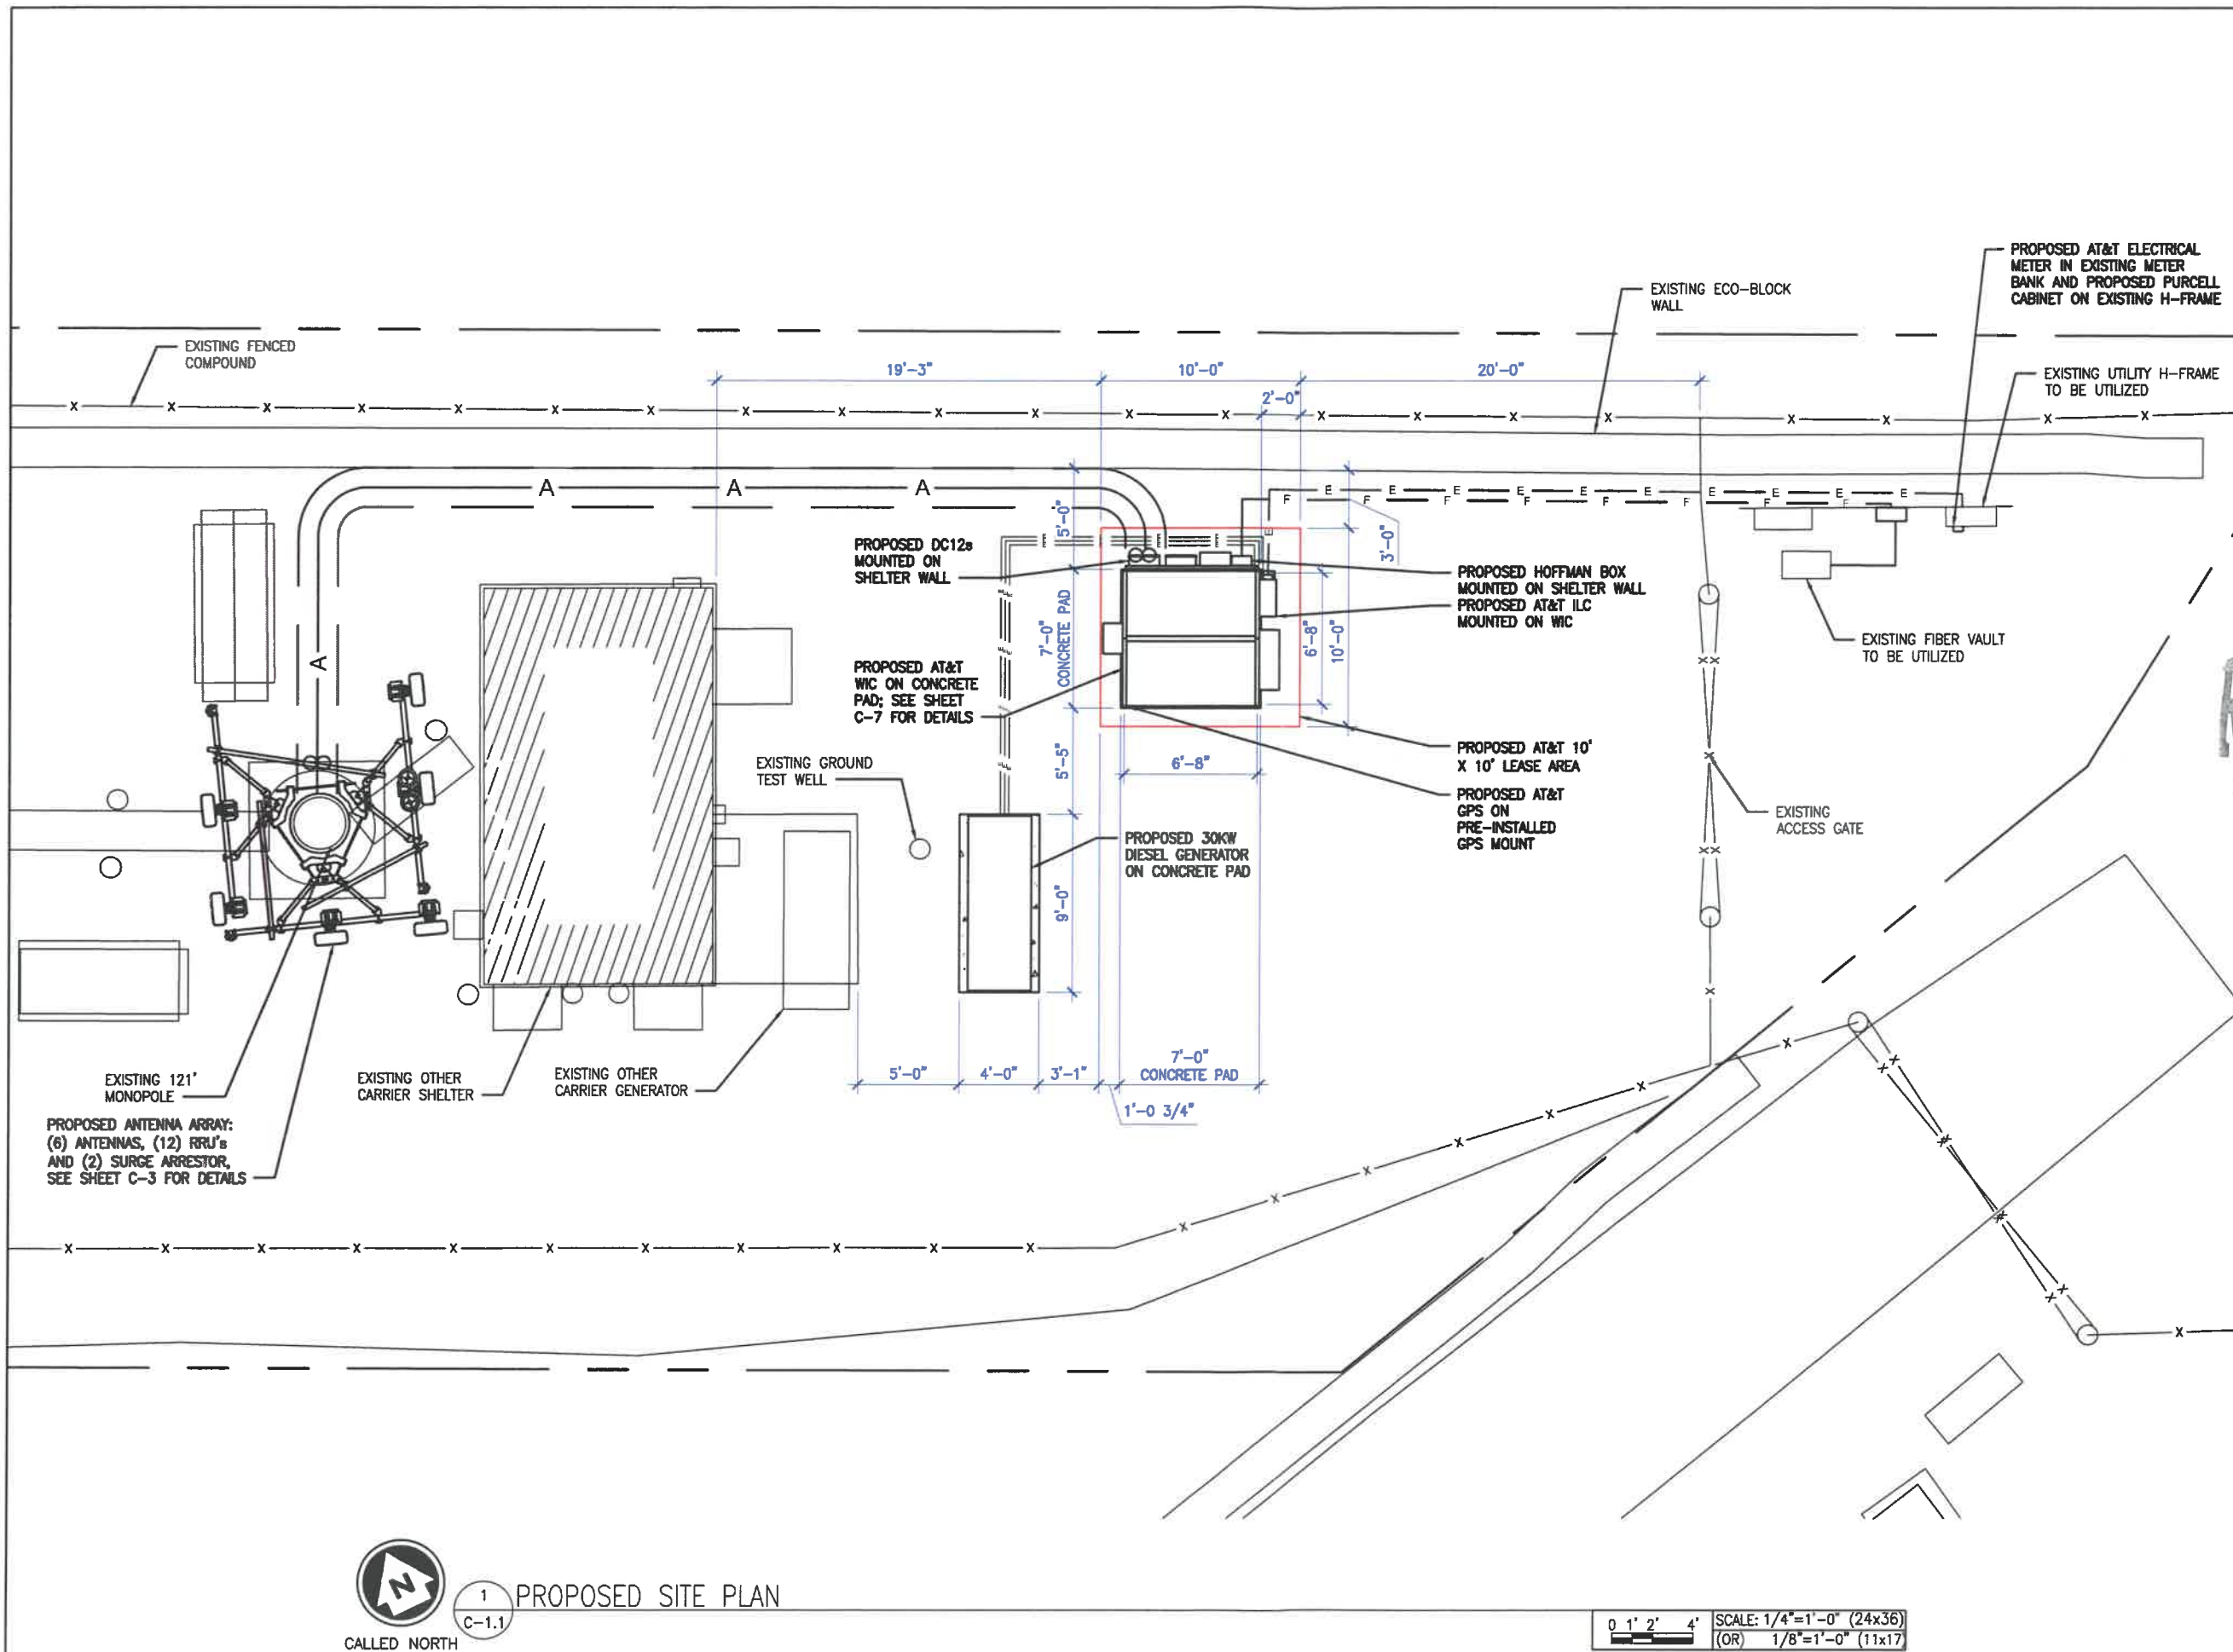 PROPOSED AT&T ELECTRICAL
METER IN EXISTING METER
BANK AND PROPOSED PURCELL
CABINET ON EXISTING H-FRAME
EXISTING ECO-BLOCK
WALL
EXISTING FENCED
COMPOUND
19'-3"
10'-0"
20'-0"
2'-0"
EXISTING UTILITY H-FRAME
TO BE UTILIZED
A
A
A
A
E E E E E E E E E E
F F F F F F F F F
5'-0"
3'-0"
PROPOSED DC12s
MOUNTED ON
SHELTER WALL
PROPOSED HOFFMAN BOX
MOUNTED ON SHELTER WALL
PROPOSED AT&T ILC
MOUNTED ON WIC
7'-0"
CONCRETE PAD
6'-8"
10'-0"
EXISTING FIBER VAULT
TO BE UTILIZED
PROPOSED AT&T
WIC ON CONCRETE
PAD; SEE SHEET
C-7 FOR DETAILS
EXISTING GROUND
TEST WELL
5'-5"
6'-8"
PROPOSED AT&T 10'
X 10' LEASE AREA
PROPOSED AT&T
GPS ON
PRE-INSTALLED
GPS MOUNT
EXISTING
ACCESS GATE
PROPOSED 30KW
DIESEL GENERATOR
ON CONCRETE PAD
9'-0"
EXISTING 121'
MONOPOLE
EXISTING OTHER
CARRIER SHELTER
EXISTING OTHER
CARRIER GENERATOR
5'-0"
4'-0"
3'-1"
7'-0"
CONCRETE PAD
1'-0 3/4"
PROPOSED ANTENNA ARRAY:
(6) ANTENNAS, (12) RRU's
AND (2) SURGE ARRESTOR,
SEE SHEET C-3 FOR DETAILS
N
CALLED NORTH
1
C-1.1
PROPOSED SITE PLAN
0 1' 2' 4'
SCALE: 1/4"=1'-0" (24x36)
(OR) 1/8"=1'-0" (11x17)